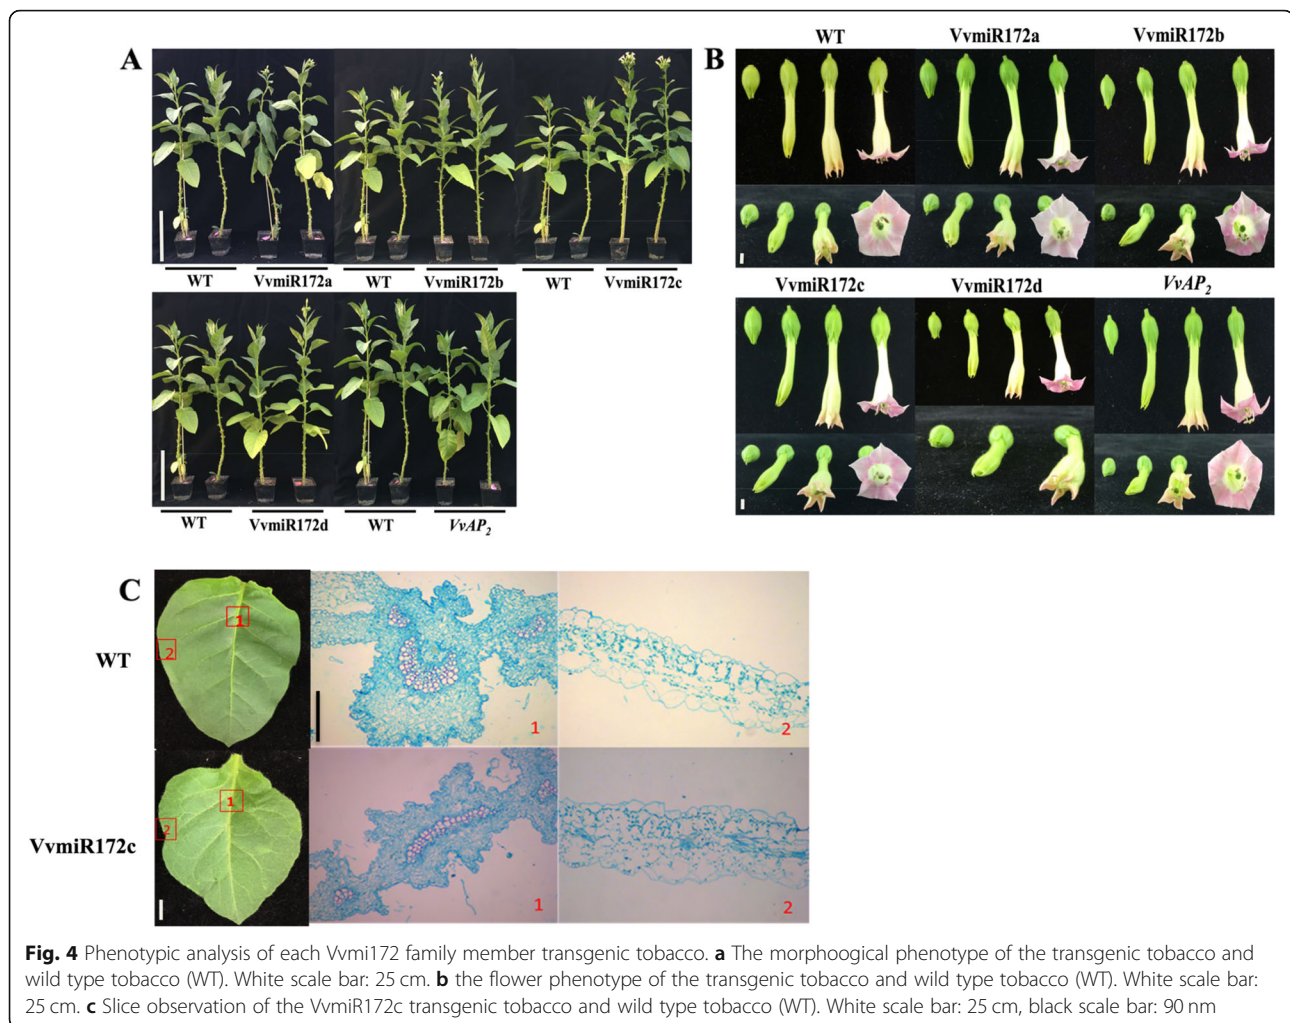 A
B
WT
VvmiR172a
VvmiR172b
WT
VvmiR172a
WT
VvmiR172b
WT
VvmiR172c
VvmiR172c
VvmiR172d
VvAP2
WT
VvmiR172d
WT
VvAP2
C
WT
1
2
1
2
VvmiR172c
1
2
1
2
Fig. 4 Phenotypic analysis of each Vvmi172 family member transgenic tobacco. a The morphoogical phenotype of the transgenic tobacco and
wild type tobacco (WT). White scale bar: 25 cm. b the flower phenotype of the transgenic tobacco and wild type tobacco (WT). White scale bar:
25 cm. c Slice observation of the VvmiR172c transgenic tobacco and wild type tobacco (WT). White scale bar: 25 cm, black scale bar: 90 nm